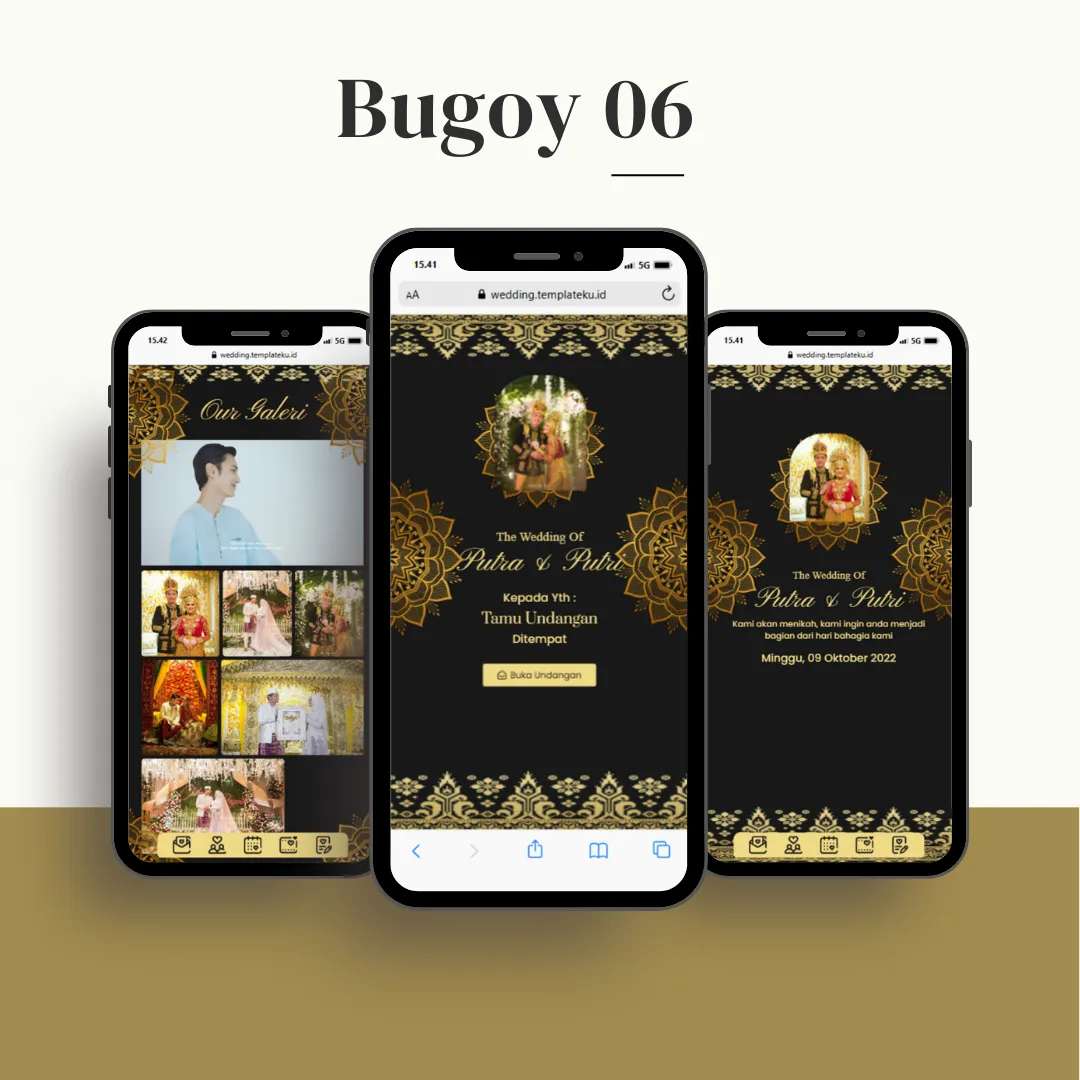 Bugoy 06
15.42
5G
wedding.templateku.id
Our Galeri
15.41
5G
AA
wedding.templateku.id
The Wedding Of
Putra & Putri
Kepada Yth :
Tamu Undangan
Ditempat
Buka Undangan
15.41
5G
wedding.templateku.id
The Wedding Of
Putra & Putri
Kami akan menikah, kami ingin anda menjadi
bagian dari hari bahagia kami
Minggu, 09 Oktober 2022